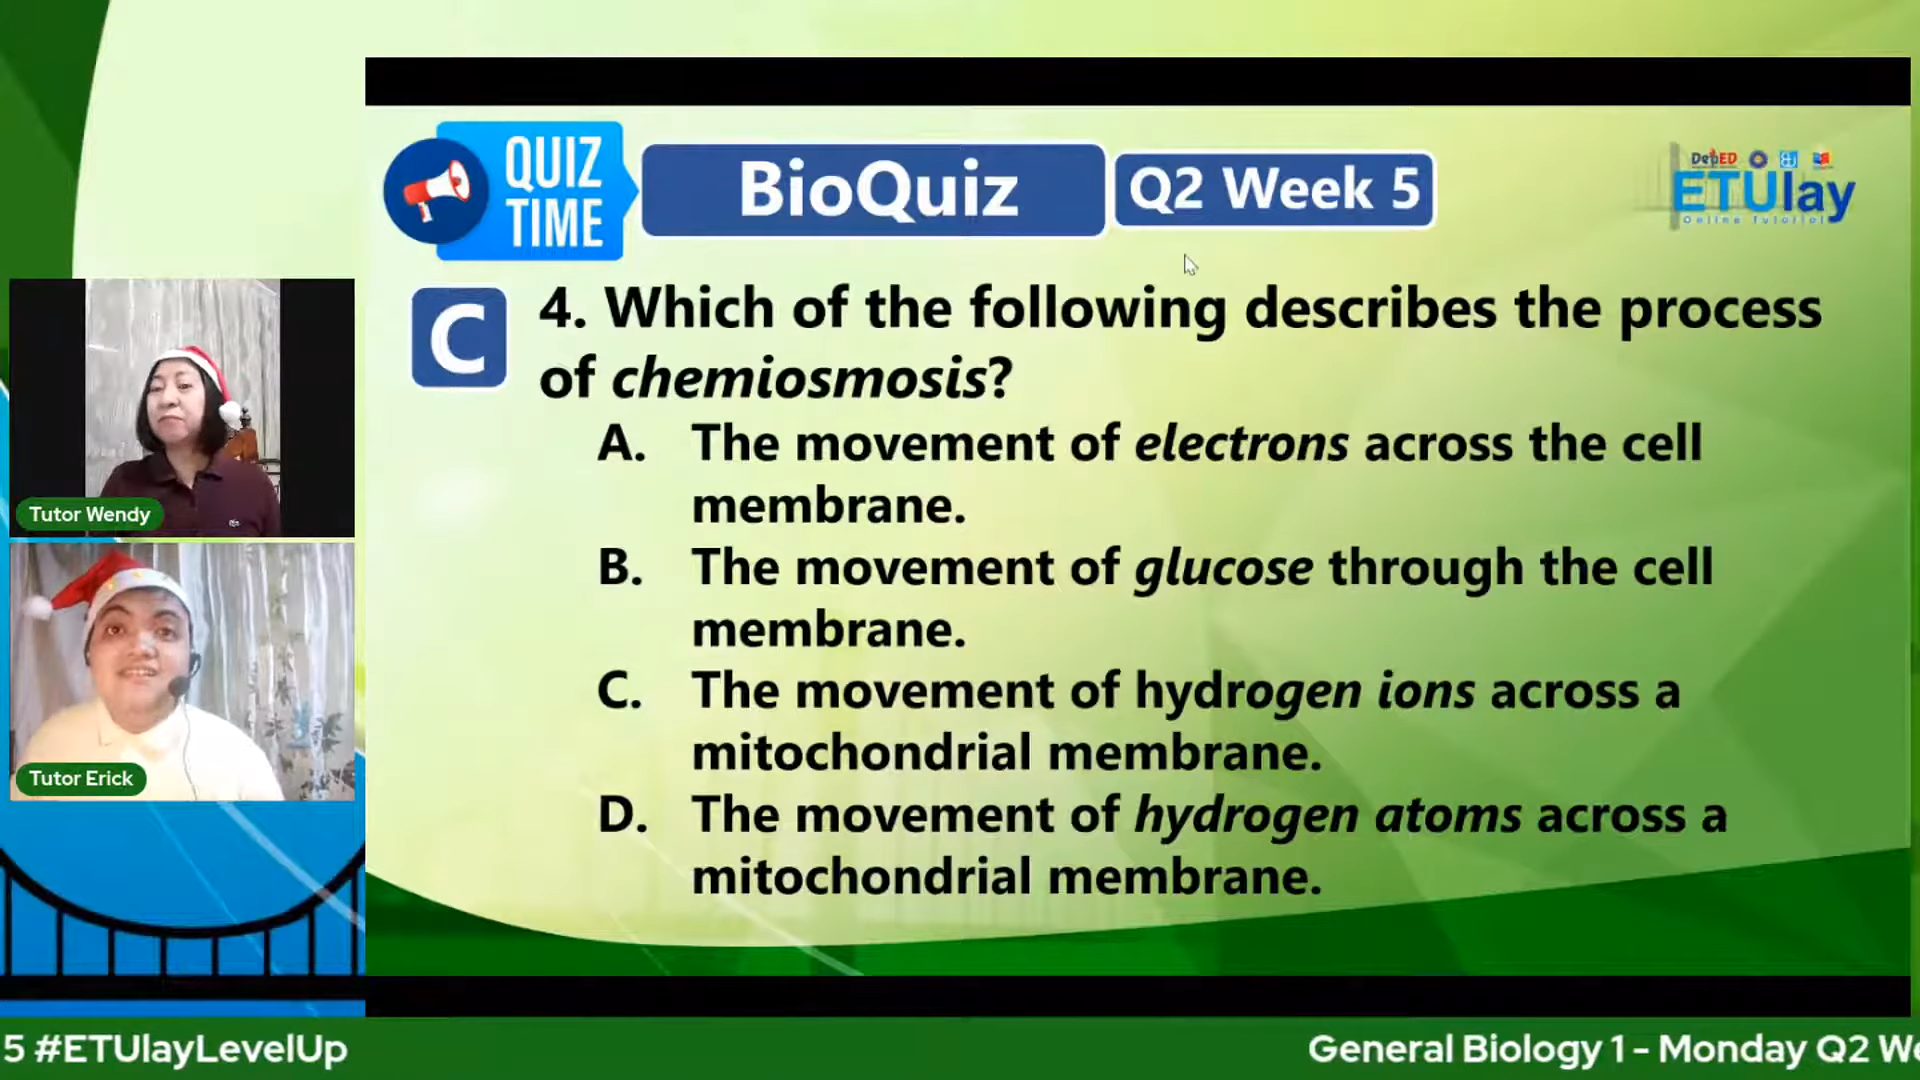 QUIZ
TIME
BioQuiz
Q2 Week 5
DepED
ETUlay
Online Tutorial
C
4. Which of the following describes the process
of chemiosmosis?
A. The movement of electrons across the cell
membrane.
B. The movement of glucose through the cell
membrane.
C. The movement of hydrogen ions across a
mitochondrial membrane.
D. The movement of hydrogen atoms across a
mitochondrial membrane.
Tutor Wendy
Tutor Erick
5 #ETUlayLevelUp
General Biology 1 - Monday Q2 We